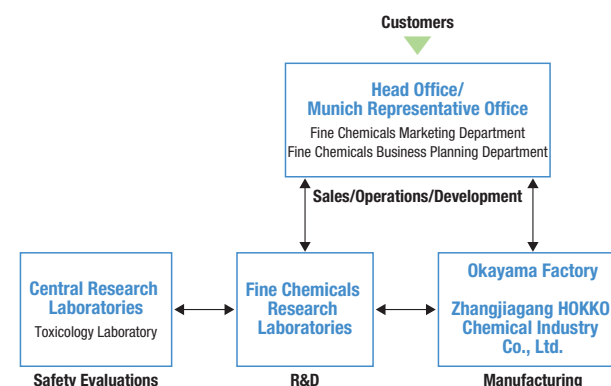 Customers
Head Office/
Munich Representative Office
Fine Chemicals Marketing Department
Fine Chemicals Business Planning Department
Sales/Operations/Development
Central Research
Laboratories
Toxicology Laboratory
Safety Evaluations
Fine Chemicals
Research
Laboratories
R&D
Okayama Factory
Zhangjiagang HOKKO
Chemical Industry
Co., Ltd.
Manufacturing